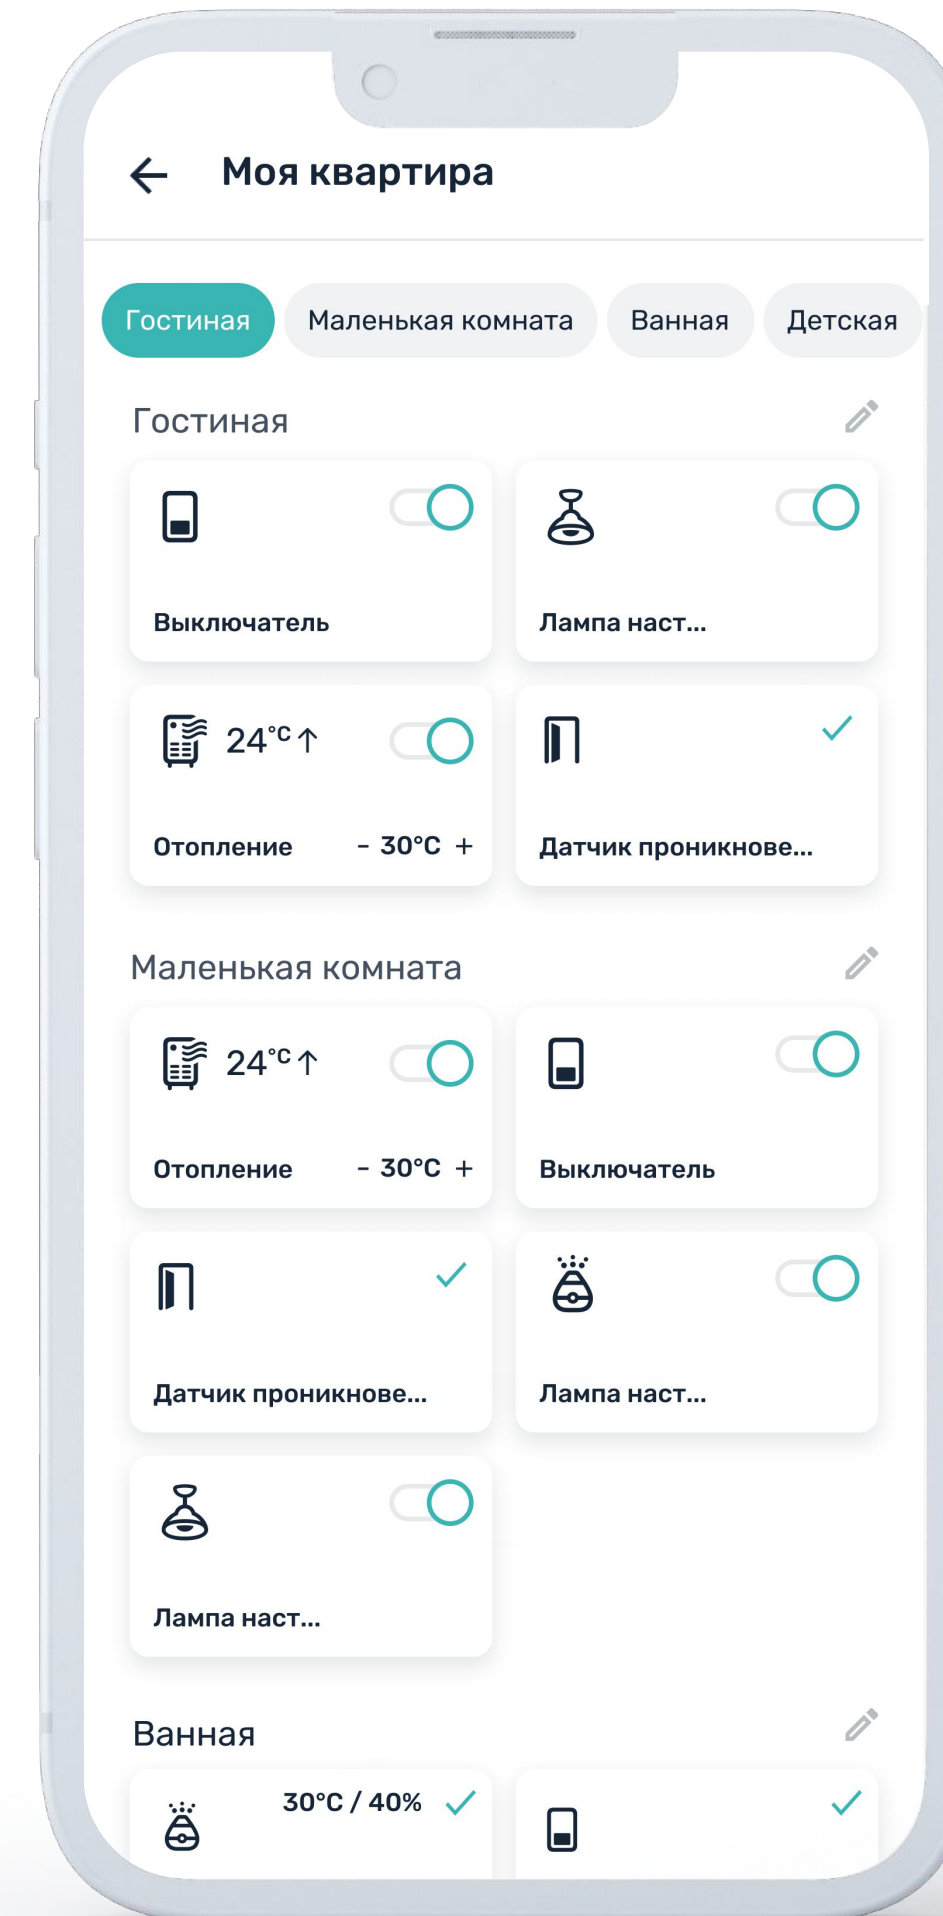 Моя квартира
Гостиная Маленькая комната Ванная Детская
Гостиная
Выключатель
Лампа наст...
24°C↑
Отопление - 30°C +
Датчик проникнове...
Маленькая комната
24°C↑
Отопление - 30°C +
Выключатель
Датчик проникнове...
Лампа наст...
Лампа наст...
Ванная
30°C / 40%